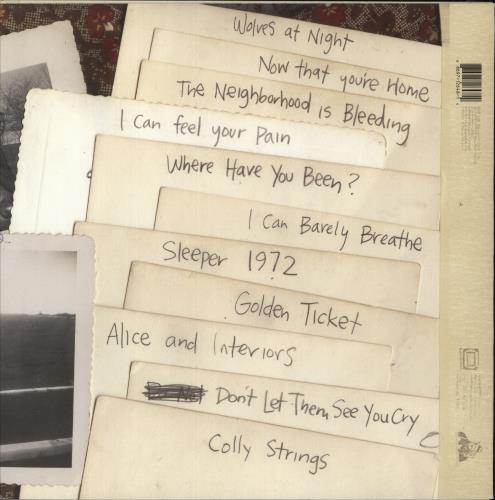 Wolves at Night
Now that you're Home
The Neighborhood is Bleeding
I Can feel your Pain
Where Have You Been?
I Can Barely Breathe
Sleeper 1972
Golden Ticket
Alice and Interiors
Don't Let Them See You Cry
Colly Strings